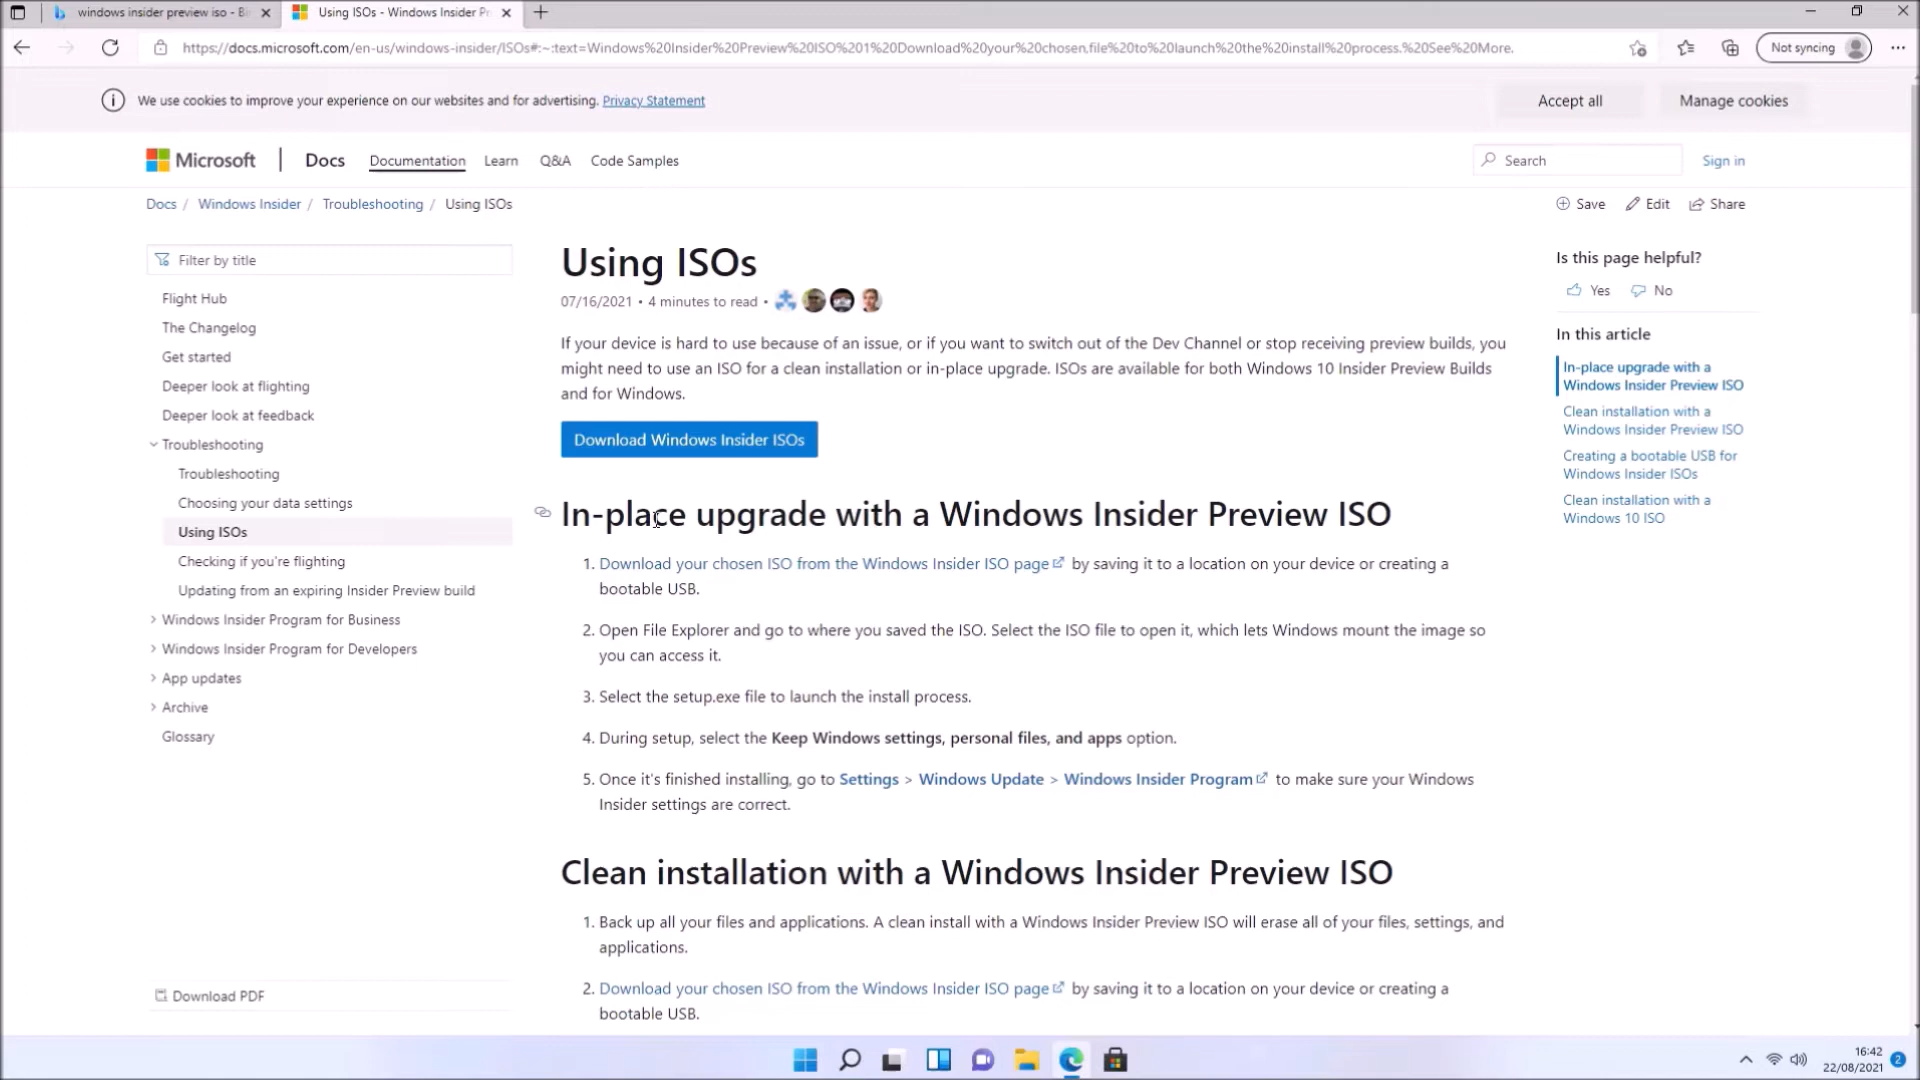 windows insider preview iso - Bi
Using ISOs - Windows Insider Pr
https://docs.microsoft.com/en-us/windows-insider/ISOs#:~:text=Windows%20Insider%20Preview%20ISO%201%20Download%20your%20chosen,file%20to%20launch%20the%20install%20process.%20See%20More.
Not syncing
We use cookies to improve your experience on our websites and for advertising. Privacy Statement
Accept all
Manage cookies
Microsoft
Docs
Documentation
Learn
Q&A
Code Samples
Search
Sign in
Docs / Windows Insider / Troubleshooting / Using ISOs
Save
Edit
Share
Filter by title
Flight Hub
The Changelog
Get started
Deeper look at flighting
Deeper look at feedback
Troubleshooting
Troubleshooting
Choosing your data settings
Using ISOs
Checking if you're flighting
Updating from an expiring Insider Preview build
Windows Insider Program for Business
Windows Insider Program for Developers
App updates
Archive
Glossary
Download PDF
Using ISOs
07/16/2021 • 4 minutes to read •
If your device is hard to use because of an issue, or if you want to switch out of the Dev Channel or stop receiving preview builds, you
might need to use an ISO for a clean installation or in-place upgrade. ISOs are available for both Windows 10 Insider Preview Builds
and for Windows.
Download Windows Insider ISOs
In-place upgrade with a Windows Insider Preview ISO
1. Download your chosen ISO from the Windows Insider ISO page by saving it to a location on your device or creating a
bootable USB.
2. Open File Explorer and go to where you saved the ISO. Select the ISO file to open it, which lets Windows mount the image so
you can access it.
3. Select the setup.exe file to launch the install process.
4. During setup, select the Keep Windows settings, personal files, and apps option.
5. Once it's finished installing, go to Settings > Windows Update > Windows Insider Program to make sure your Windows
Insider settings are correct.
Clean installation with a Windows Insider Preview ISO
1. Back up all your files and applications. A clean install with a Windows Insider Preview ISO will erase all of your files, settings, and
applications.
2. Download your chosen ISO from the Windows Insider ISO page by saving it to a location on your device or creating a
bootable USB.
Is this page helpful?
Yes
No
In this article
In-place upgrade with a
Windows Insider Preview ISO
Clean installation with a
Windows Insider Preview ISO
Creating a bootable USB for
Windows Insider ISOs
Clean installation with a
Windows 10 ISO
16:42
22/08/2021
2